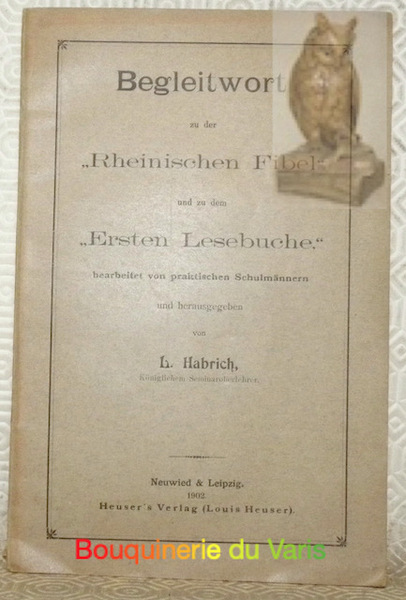 Begleitwort
zu der
„Rheinischen Fibel“
und zu dem
„Ersten Lesebuche,“
bearbeitet von praktischen Schulmännern
und herausgegeben
von
L. Habrich,
Königlichem Seminaroberlehrer.
Neuwied & Leipzig.
1902
Heuser's Verlag (Louis Heuser).
Bouquinerie du Varis